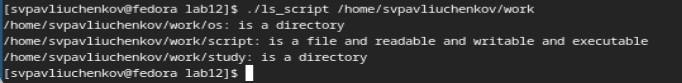 [svpavliuchenkov@fedora lab12]$ ./ls_script /home/svpavliuchenkov/work
/home/svpavliuchenkov/work/os: is a directory
/home/svpavliuchenkov/work/script: is a file and readable and writable and executable
/home/svpavliuchenkov/work/study: is a directory
[svpavliuchenkov@fedora lab12]$